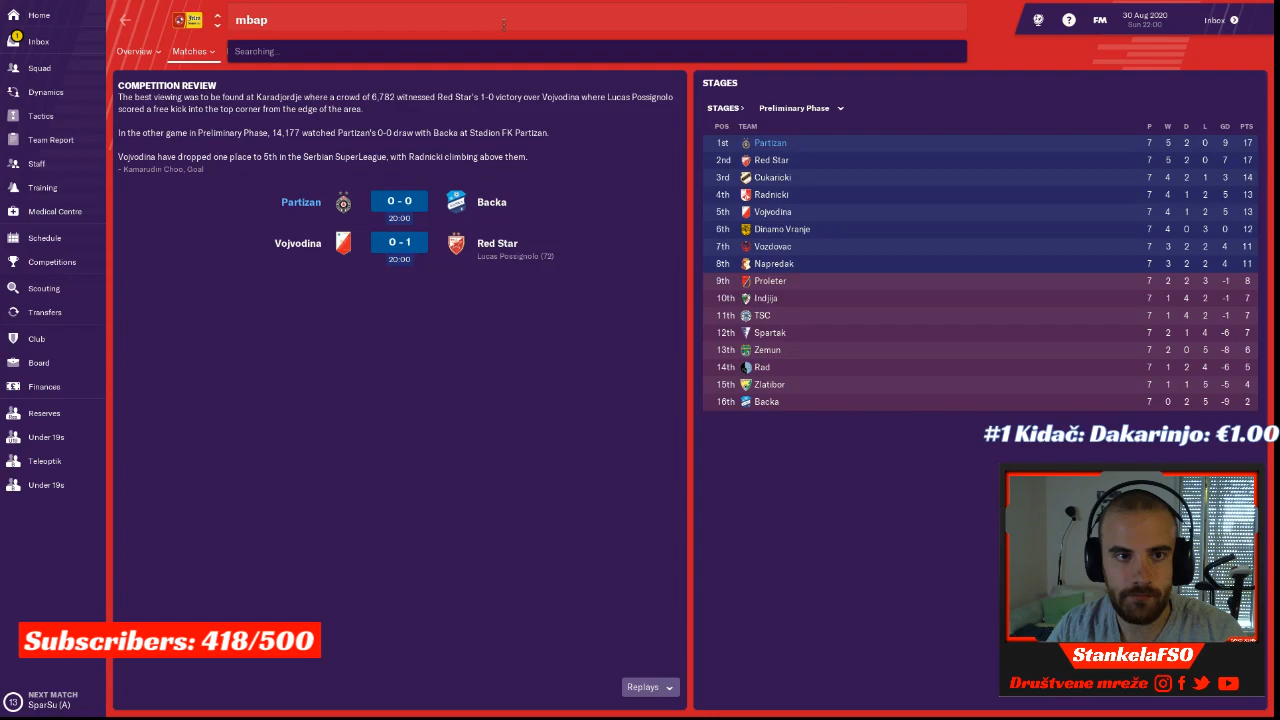 Home
Inbox
1
Squad
Dynamics
Tactics
Team Report
Staff
Training
Medical Centre
Schedule
Competitions
Scouting
Transfers
Club
Board
Finances
Reserves
Under 19s
Teleoptik
Under 19s
13
NEXT MATCH
SparSu (A)
mbap
Overview
Matches
Searching...
?
FM
30 Aug 2020
Sun 22:00
Inbox
COMPETITION REVIEW
The best viewing was to be found at Karadjordje where a crowd of 6,782 witnessed Red Star's 1-0 victory over Vojvodina where Lucas Possignolo
scored a free kick into the top corner from the edge of the area.
In the other game in Preliminary Phase, 14,177 watched Partizan's 0-0 draw with Backa at Stadion FK Partizan.
Vojvodina have dropped one place to 5th in the Serbian SuperLeague, with Radnicki climbing above them.
- Kamarudin Choo, Goal
Partizan 0 - 0 Backa
20:00
Vojvodina 0 - 1 Red Star
20:00 Lucas Possignolo (72)
Replays
STAGES
STAGES > Preliminary Phase
POS TEAM P W D L GD PTS
1st Partizan 7 5 2 0 9 17
2nd Red Star 7 5 2 0 7 17
3rd Cukaricki 7 4 2 1 3 14
4th Radnicki 7 4 1 2 5 13
5th Vojvodina 7 4 1 2 5 13
6th Dinamo Vranje 7 4 0 3 0 12
7th Vozdovac 7 3 2 2 4 11
8th Napredak 7 3 2 2 4 11
9th Proleter 7 2 2 3 -1 8
10th Indjija 7 1 4 2 -1 7
11th TSC 7 1 4 2 -1 7
12th Spartak 7 2 1 4 -6 7
13th Zemun 7 2 0 5 -8 6
14th Rad 7 1 2 4 -6 5
15th Zlatibor 7 1 1 5 -5 4
16th Backa 7 0 2 5 -9 2
#1 Kidač: Dakarinjo: €1.00
Subscribers: 418/500
StankelaFSO
Društvene mreže